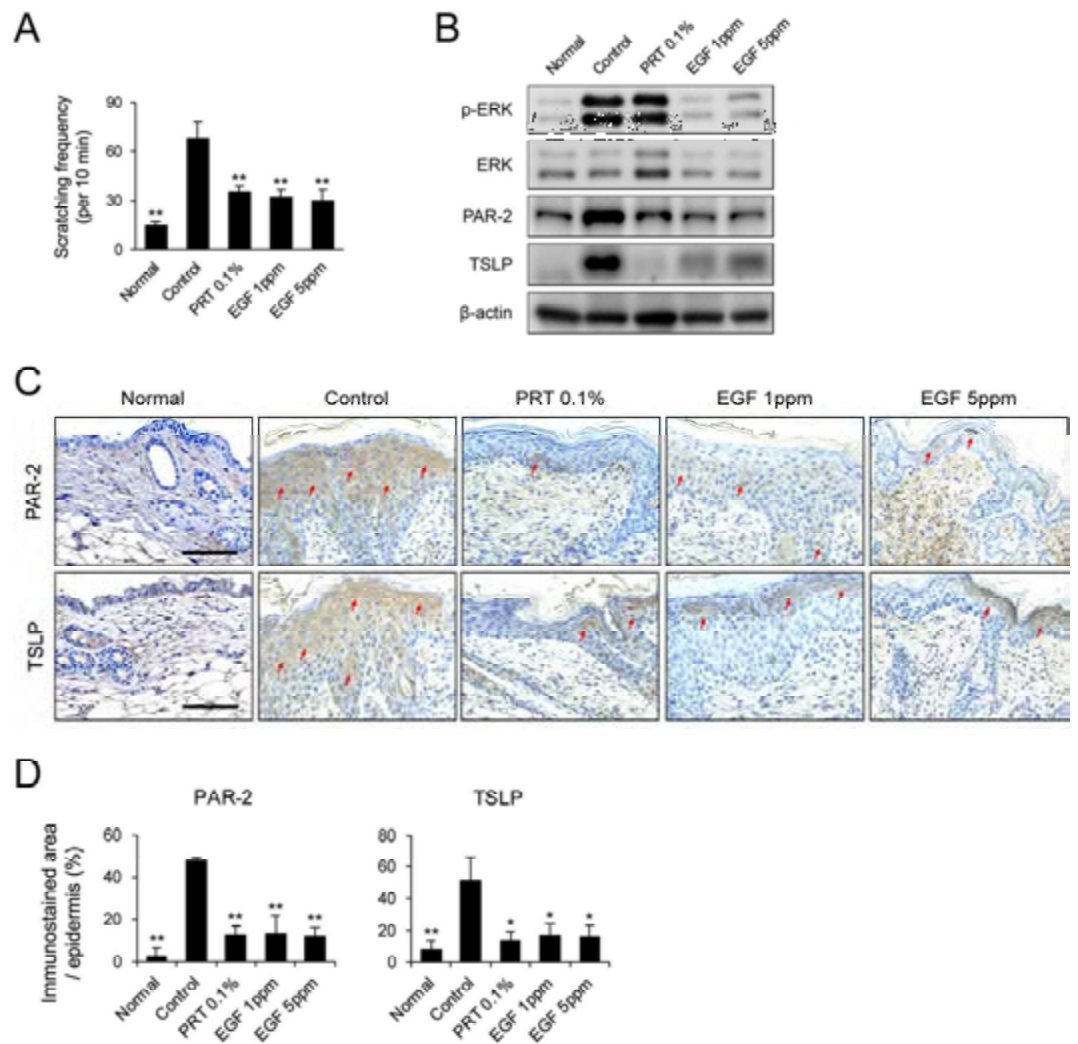 A
Scratching frequency
(per 10 min)
90
60
30
0
**
**
**
**
Normal
Control
PRT 0.1%
EGF 1ppm
EGF 5ppm
B
Normal
Control
PRT 0.1%
EGF 1ppm
EGF 5ppm
p-ERK
ERK
PAR-2
TSLP
β-actin
C
Normal
Control
PRT 0.1%
EGF 1ppm
EGF 5ppm
PAR-2
TSLP
D
Immunostained area
/ epidermis (%)
PAR-2
60
40
20
0
**
**
**
**
Normal
Control
PRT 0.1%
EGF 1ppm
EGF 5ppm
TSLP
80
60
40
20
0
**
*
*
*
Normal
Control
PRT 0.1%
EGF 1ppm
EGF 5ppm